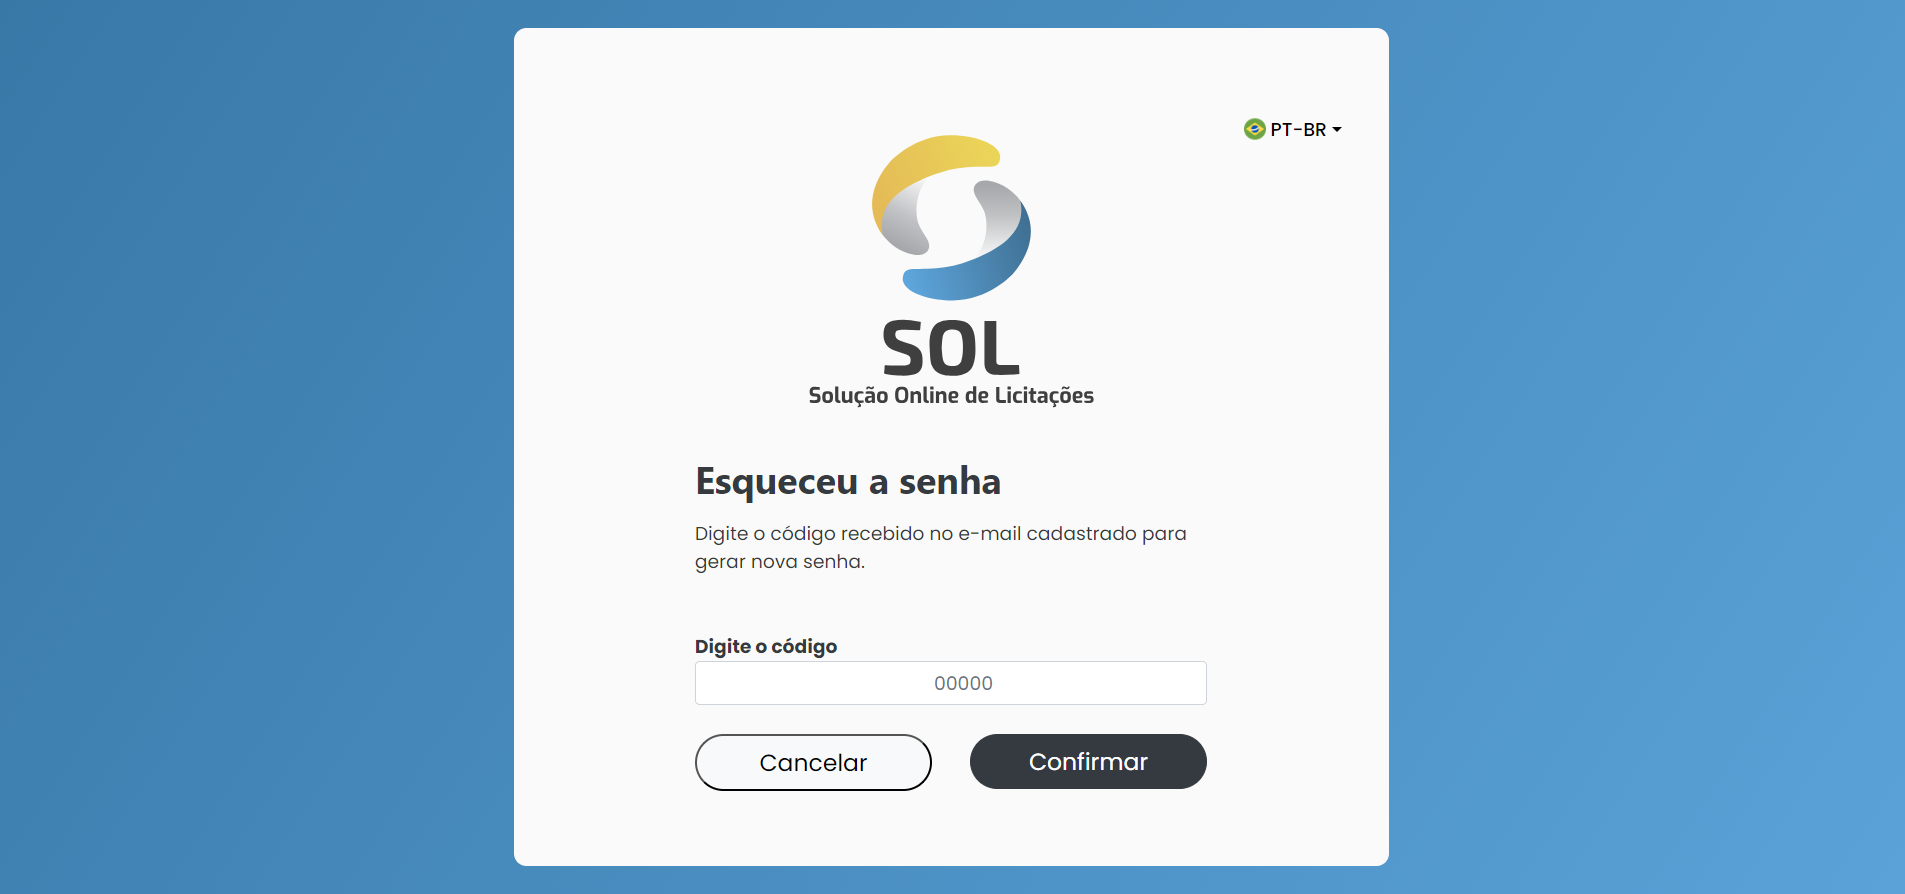 PT-BR
SOL
Solução Online de Licitações
Esqueceu a senha
Digite o código recebido no e-mail cadastrado para
gerar nova senha.
Digite o código
00000
Cancelar
Confirmar